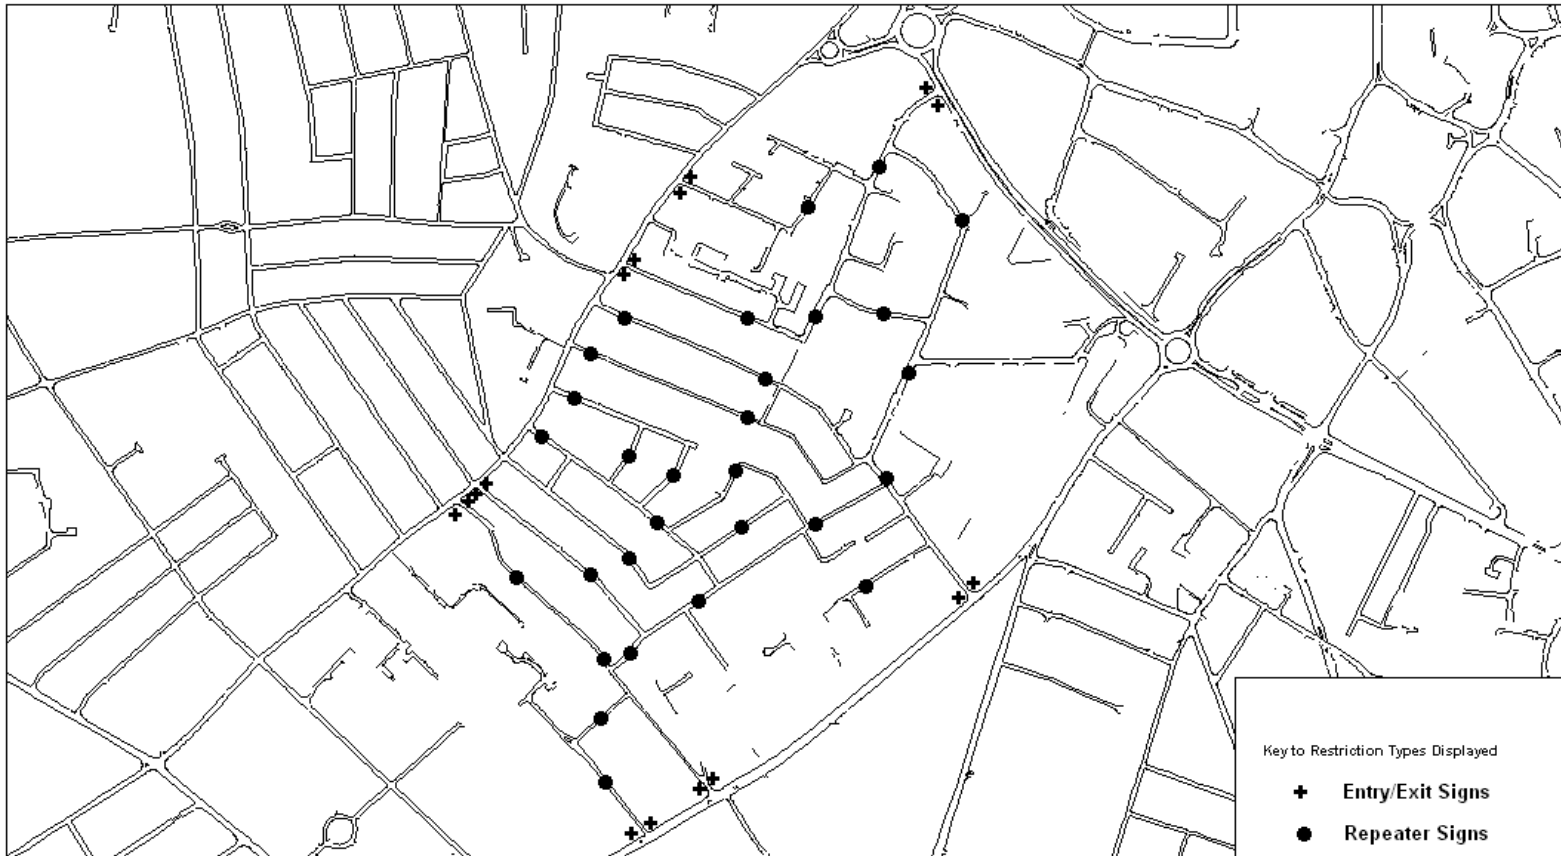 Key to Restriction Types Displayed
Entry/Exit Signs
Repeater Signs